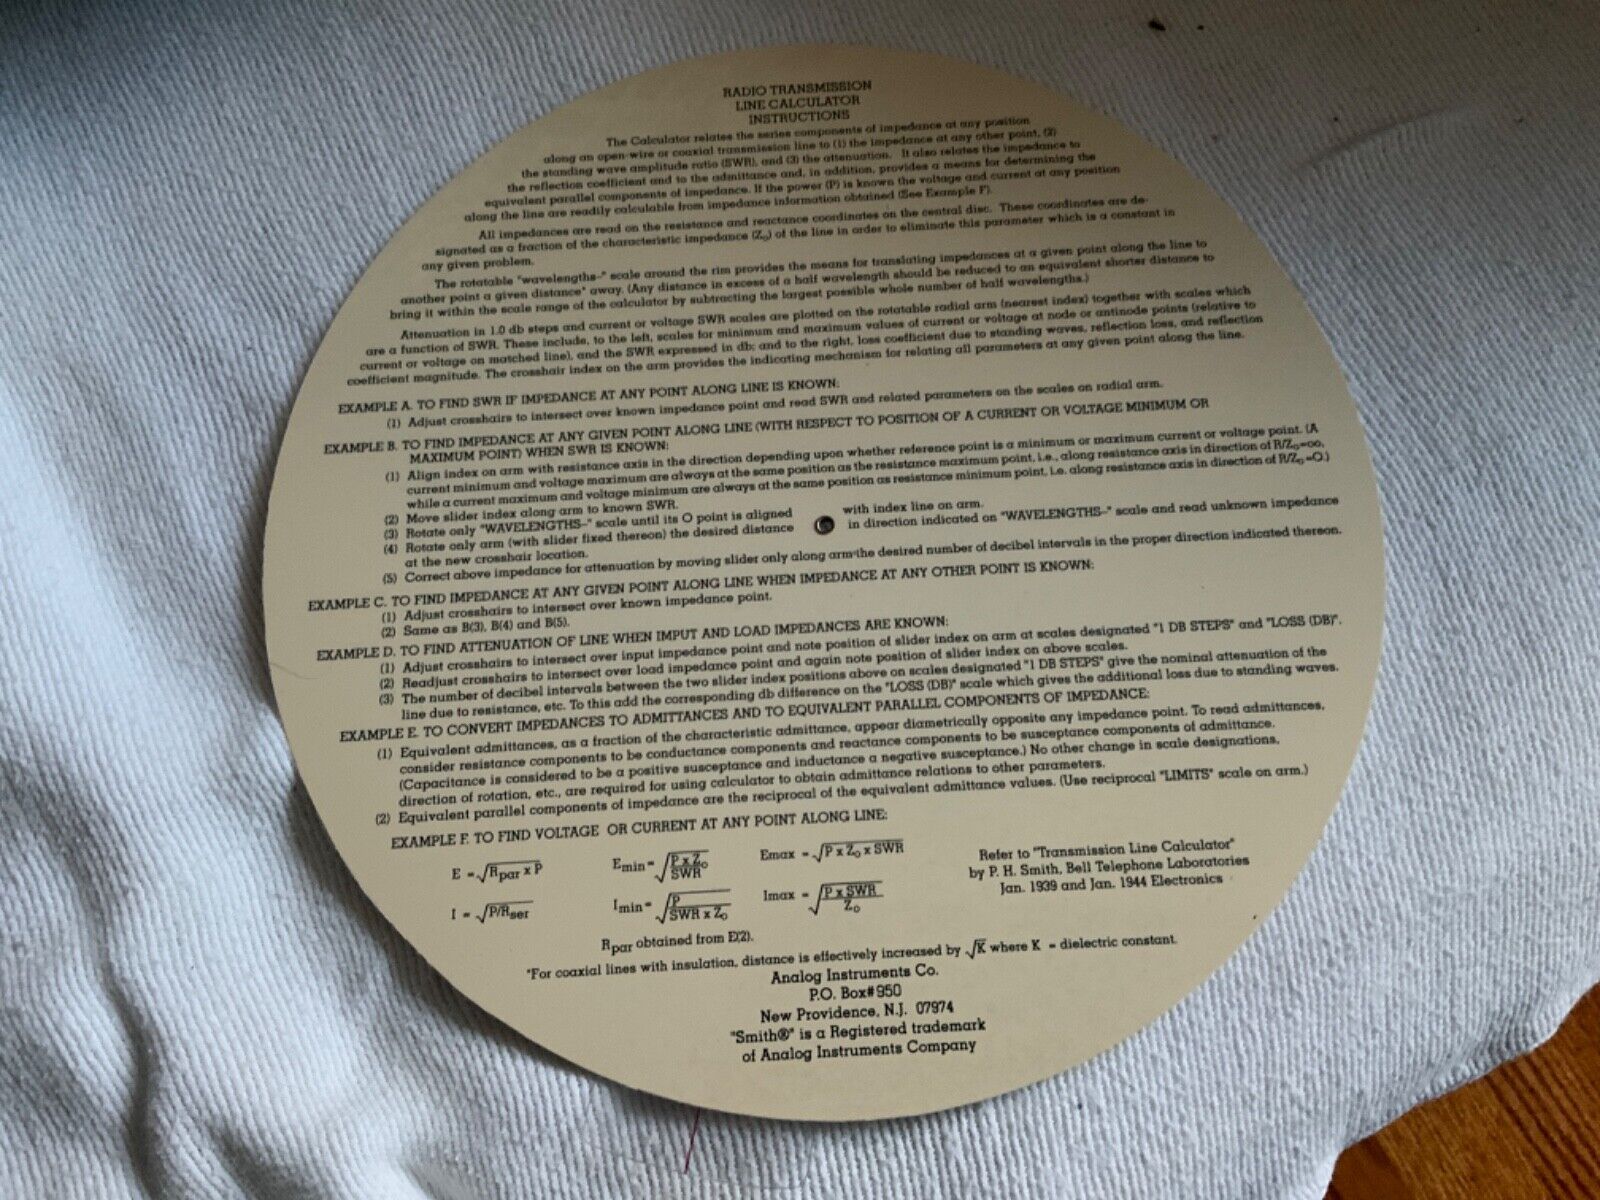 RADIO TRANSMISSION
LINE CALCULATOR
INSTRUCTIONS
The Calculator relates the series components of impedance at any position
along an open-wire or coaxial transmission line to (1) the impedance at any other point, (2)
the standing wave amplitude ratio (SWR), and (3) the attenuation. It also relates the impedance to
the reflection coefficient and to the admittance and, in addition, provides a means for determining the
equivalent parallel components of impedance. If the power (P) is known the voltage and current at any position
along the line are readily calculable from impedance information obtained (See Example F).
All impedances are read on the resistance and reactance coordinates on the central disc. These coordinates are de-
signated as a fraction of the characteristic impedance (Zo) of the line in order to eliminate this parameter which is a constant in
any given problem.
The rotatable "wavelengths-" scale around the rim provides the means for translating impedances at a given point along the line to
another point a given distance* away. (Any distance in excess of a half wavelength should be reduced to an equivalent shorter distance to
bring it within the scale range of the calculator by subtracting the largest possible whole number of half wavelengths.)
Attenuation in 1.0 db steps and current or voltage SWR scales are plotted on the rotatable radial arm (nearest index) together with scales which
are a function of SWR. These include, to the left, scales for minimum and maximum values of current or voltage at node or antinode points (relative to
current or voltage on matched line), and the SWR expressed in db; and to the right, loss coefficient due to standing waves, reflection loss, and reflection
coefficient magnitude. The crosshair index on the arm provides the indicating mechanism for relating all parameters at any given point along the line.
EXAMPLE A. TO FIND SWR IF IMPEDANCE AT ANY POINT ALONG LINE IS KNOWN:
(1) Adjust crosshairs to intersect over known impedance point and read SWR and related parameters on the scales on radial arm.
EXAMPLE B. TO FIND IMPEDANCE AT ANY GIVEN POINT ALONG LINE (WITH RESPECT TO POSITION OF A CURRENT OR VOLTAGE MINIMUM OR
MAXIMUM POINT) WHEN SWR IS KNOWN:
(1) Align index on arm with resistance axis in the direction depending upon whether reference point is a minimum or maximum current or voltage point. (A
current minimum and voltage maximum are always at the same position as the resistance maximum point, i.e., along resistance axis in direction of R/Zo=∞,
while a current maximum and voltage minimum are always at the same position as resistance minimum point, i.e. along resistance axis in direction of R/Zo=O.)
(2) Move slider index along arm to known SWR.
(3) Rotate only "WAVELENGTHS-" scale until its O point is aligned with index line on arm.
(4) Rotate only arm (with slider fixed thereon) the desired distance in direction indicated on "WAVELENGTHS-" scale and read unknown impedance
at the new crosshair location.
(5) Correct above impedance for attenuation by moving slider only along arm the desired number of decibel intervals in the proper direction indicated thereon.
EXAMPLE C. TO FIND IMPEDANCE AT ANY GIVEN POINT ALONG LINE WHEN IMPEDANCE AT ANY OTHER POINT IS KNOWN:
(1) Adjust crosshairs to intersect over known impedance point.
(2) Same as B(3), B(4) and B(5).
EXAMPLE D. TO FIND ATTENUATION OF LINE WHEN IMPUT AND LOAD IMPEDANCES ARE KNOWN:
(1) Adjust crosshairs to intersect over input impedance point and note position of slider index on arm at scales designated "1 DB STEPS" and "LOSS (DB)".
(2) Readjust crosshairs to intersect over load impedance point and again note position of slider index on above scales.
(3) The number of decibel intervals between the two slider index positions above on scales designated "1 DB STEPS" give the nominal attenuation of the
line due to resistance, etc. To this add the corresponding db difference on the "LOSS (DB)" scale which gives the additional loss due to standing waves.
EXAMPLE E. TO CONVERT IMPEDANCES TO ADMITTANCES AND TO EQUIVALENT PARALLEL COMPONENTS OF IMPEDANCE:
(1) Equivalent admittances, as a fraction of the characteristic admittance, appear diametrically opposite any impedance point. To read admittances,
consider resistance components to be conductance components and reactance components to be susceptance components of admittance.
(Capacitance is considered to be a positive susceptance and inductance a negative susceptance.) No other change in scale designations,
direction of rotation, etc., are required for using calculator to obtain admittance relations to other parameters.
(2) Equivalent parallel components of impedance are the reciprocal of the equivalent admittance values. (Use reciprocal "LIMITS" scale on arm.)
EXAMPLE F. TO FIND VOLTAGE OR CURRENT AT ANY POINT ALONG LINE:
E = √Rpar x P
Emin = √P x Zo / SWR
Emax = √P x Zo x SWR
I = √P/Rser
Imin = √P / SWR x Zo
Imax = √P x SWR / Zo
Refer to "Transmission Line Calculator"
by P. H. Smith, Bell Telephone Laboratories
Jan. 1939 and Jan. 1944 Electronics
Rpar obtained from E(2).
*For coaxial lines with insulation, distance is effectively increased by √K where K = dielectric constant.
Analog Instruments Co.
P.O. Box# 950
New Providence, N.J. 07974
"Smith®" is a Registered trademark
of Analog Instruments Company